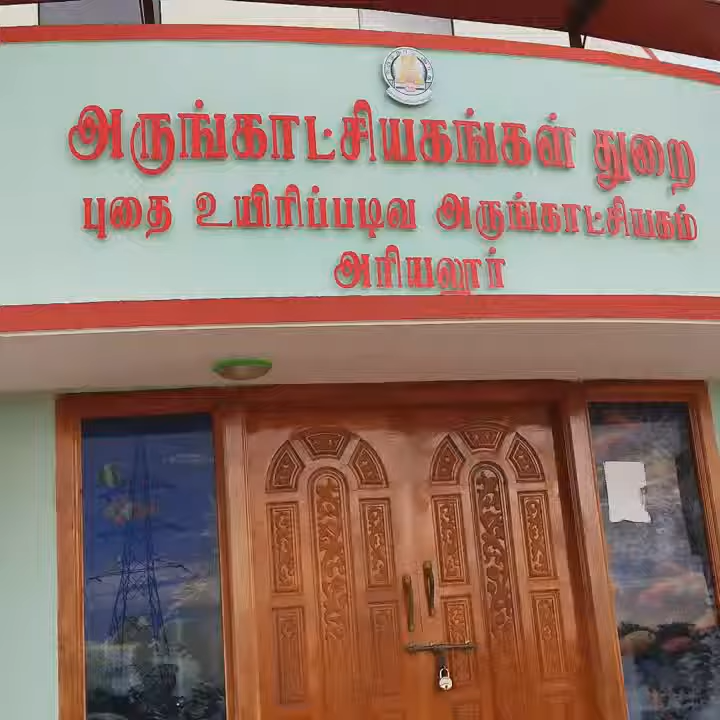 அருங்காட்சியகங்கள் துறை
புதை உயிரிப்படிவ அருங்காட்சியகம்
அரியலூர்